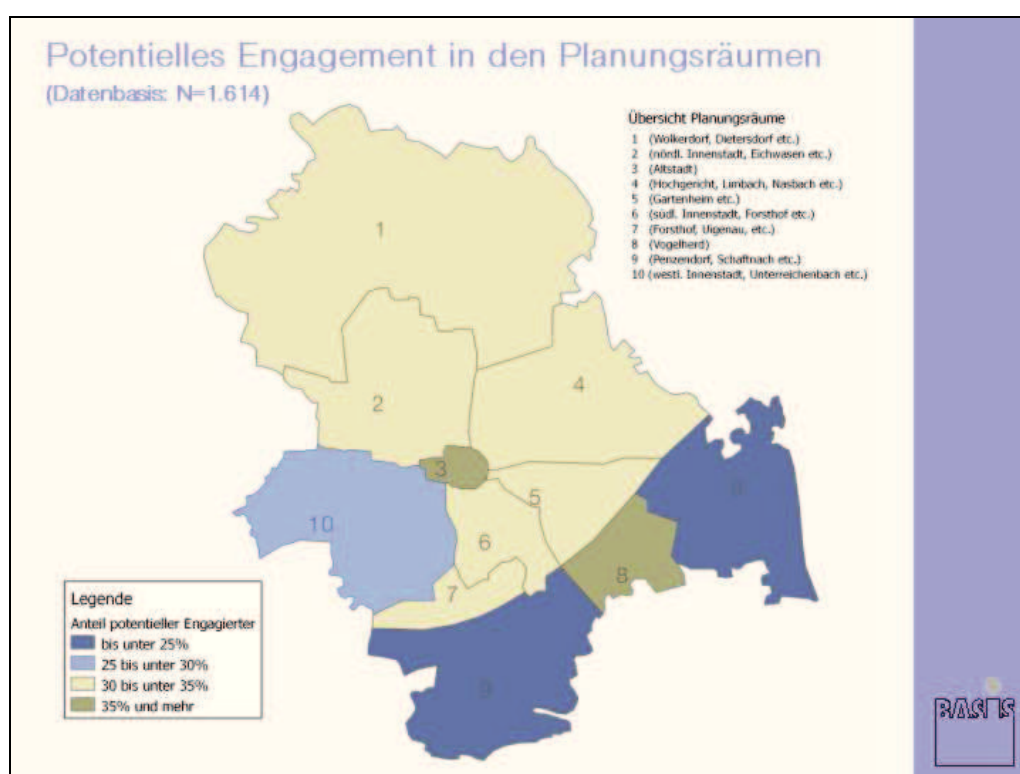 Potentielles Engagement in den Planungsräumen
(Datenbasis: N=1.614)
Übersicht Planungsräume
1 (Wolkerdorf, Dietersdorf etc.)
2 (nördl. Innenstadt, Eichwasen etc.)
3 (Altstadt)
4 (Hochgericht, Limbach, Nasbach etc.)
5 (Gartenheim etc.)
6 (südl. Innenstadt, Forsthof etc.)
7 (Forsthof, Uigenau, etc.)
8 (Vogelherd)
9 (Penzendorf, Schaftnach etc.)
10 (westl. Innenstadt, Unterreichenbach etc.)
1
2
4
3
9
5
10
6
8
7
9
Legende
Anteil potentieller Engagierter
bis unter 25%
25 bis unter 30%
30 bis unter 35%
35% und mehr
BASIS